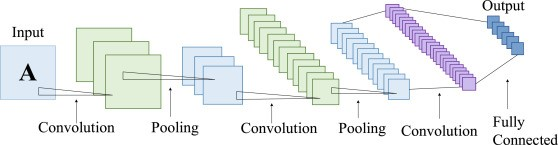 Input
A
Convolution
Pooling
Convolution
Pooling
Convolution
Output
Fully
Connected